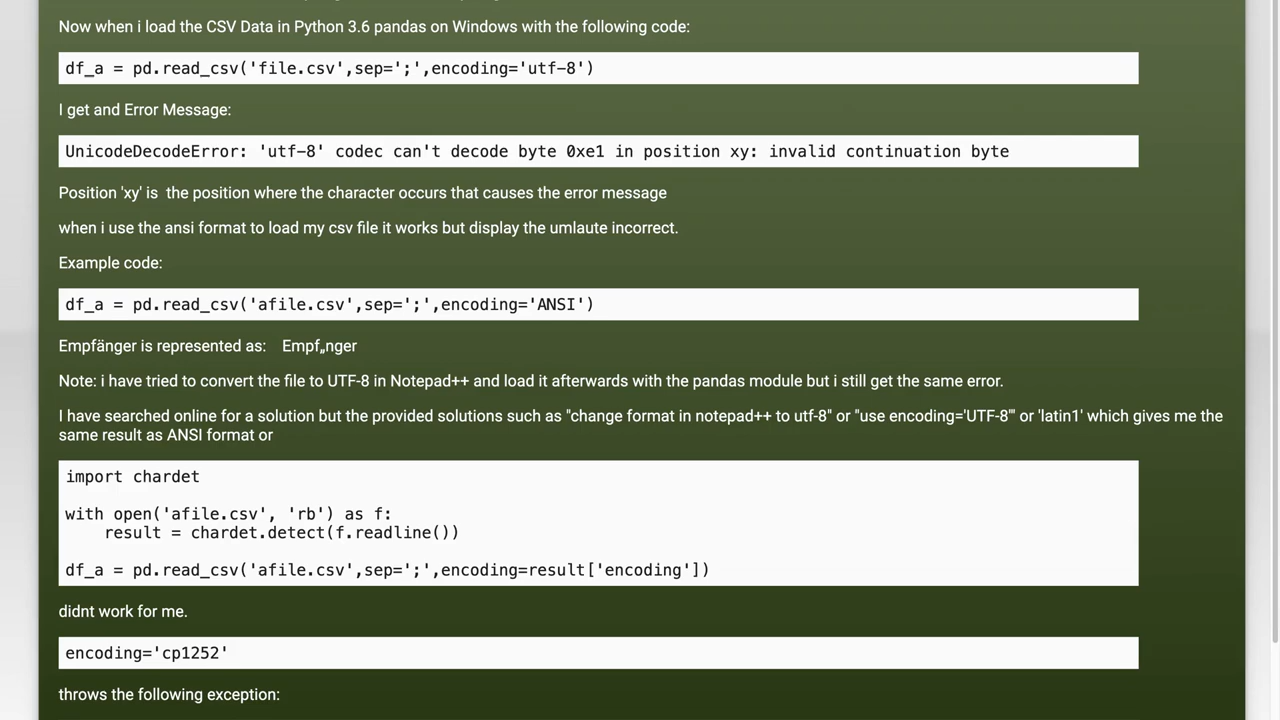 Now when i load the CSV Data in Python 3.6 pandas on Windows with the following code:
df_a = pd.read_csv('file.csv',sep=';',encoding='utf-8')
I get and Error Message:
UnicodeDecodeError: 'utf-8' codec can't decode byte 0xe1 in position xy: invalid continuation byte
Position 'xy' is the position where the character occurs that causes the error message
when i use the ansi format to load my csv file it works but display the umlaute incorrect.
Example code:
df_a = pd.read_csv('afile.csv',sep=';',encoding='ANSI')
Empfänger is represented as: Empf„nger
Note: i have tried to convert the file to UTF-8 in Notepad++ and load it afterwards with the pandas module but i still get the same error.
I have searched online for a solution but the provided solutions such as "change format in notepad++ to utf-8" or "use encoding='UTF-8'" or 'latin1' which gives me the
same result as ANSI format or
import chardet
with open('afile.csv', 'rb') as f:
    result = chardet.detect(f.readline())
df_a = pd.read_csv('afile.csv',sep=';',encoding=result['encoding'])
didnt work for me.
encoding='cp1252'
throws the following exception: